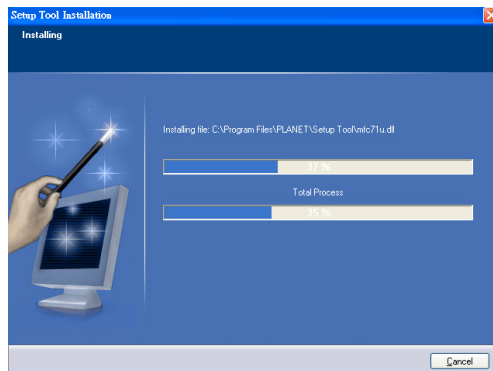 Setup Tool Installation
Installing
Installing file: C:\Program Files\PLANET\Setup Tool\mfc71u.dll
37 %
Total Process
35 %
Cancel